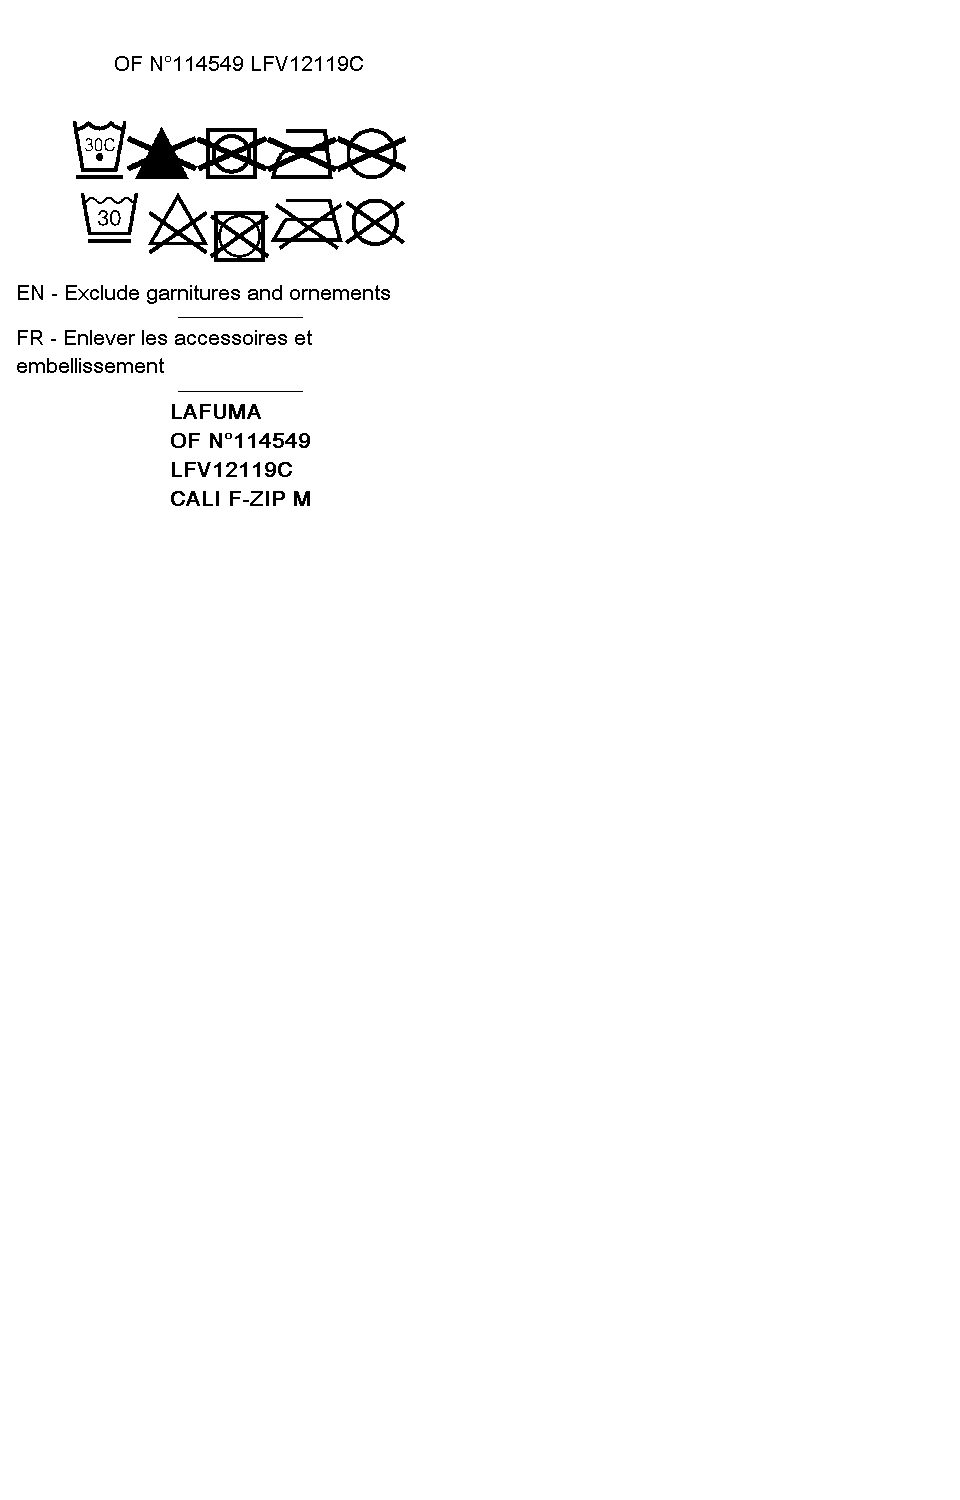 OF N°114549 LFV12119C
30C
30
EN - Exclude garnitures and ornements
FR - Enlever les accessoires et
embellissement
LAFUMA
OF N°114549
LFV12119C
CALI F-ZIP M